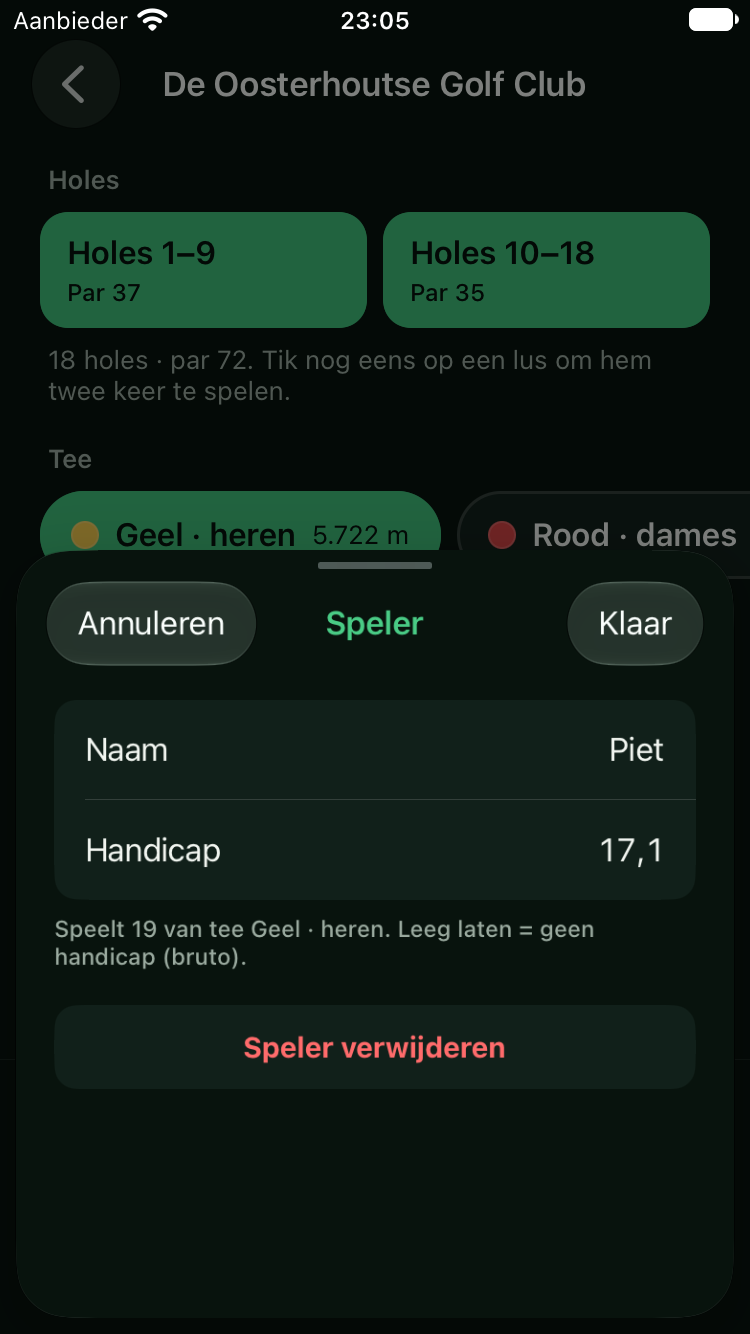 Aanbieder 23:05
De Oosterhoutse Golf Club
Holes
Holes 1–9
Par 37
Holes 10–18
Par 35
18 holes · par 72. Tik nog eens op een lus om hem
twee keer te spelen.
Tee
Geel · heren 5.722 m
Rood · dames
Annuleren
Speler
Klaar
Naam Piet
Handicap 17,1
Speelt 19 van tee Geel · heren. Leeg laten = geen
handicap (bruto).
Speler verwijderen